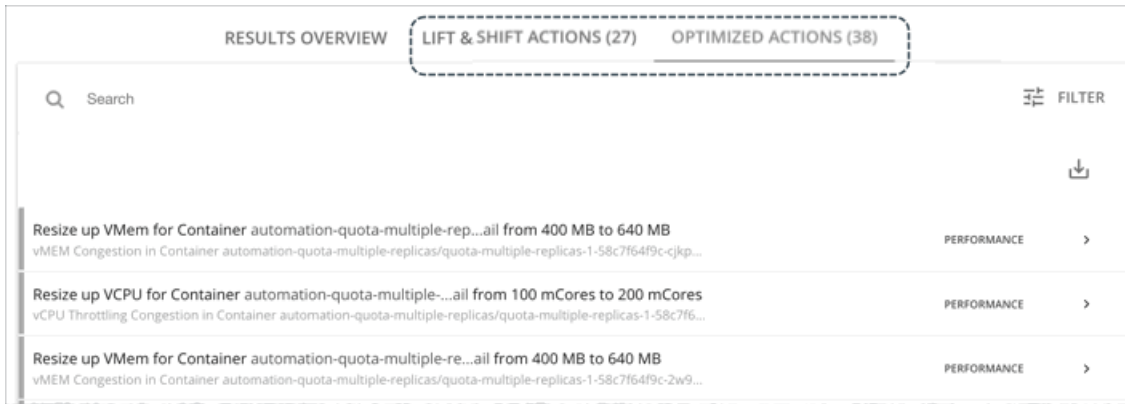 RESULTS OVERVIEW LIFT & SHIFT ACTIONS (27) OPTIMIZED ACTIONS (38)
Search FILTER
Resize up VMem for Container automation-quota-multiple-rep...ail from 400 MB to 640 MB
vMEM Congestion in Container automation-quota-multiple-replicas/quota-multiple-replicas-1-58c7f64f9c-cjkp...
PERFORMANCE
Resize up VCPU for Container automation-quota-multiple-...ail from 100 mCores to 200 mCores
vCPU Throttling Congestion in Container automation-quota-multiple-replicas/quota-multiple-replicas-1-58c7f6...
PERFORMANCE
Resize up VMem for Container automation-quota-multiple-re...ail from 400 MB to 640 MB
vMEM Congestion in Container automation-quota-multiple-replicas/quota-multiple-replicas-1-58c7f64f9c-2w9...
PERFORMANCE